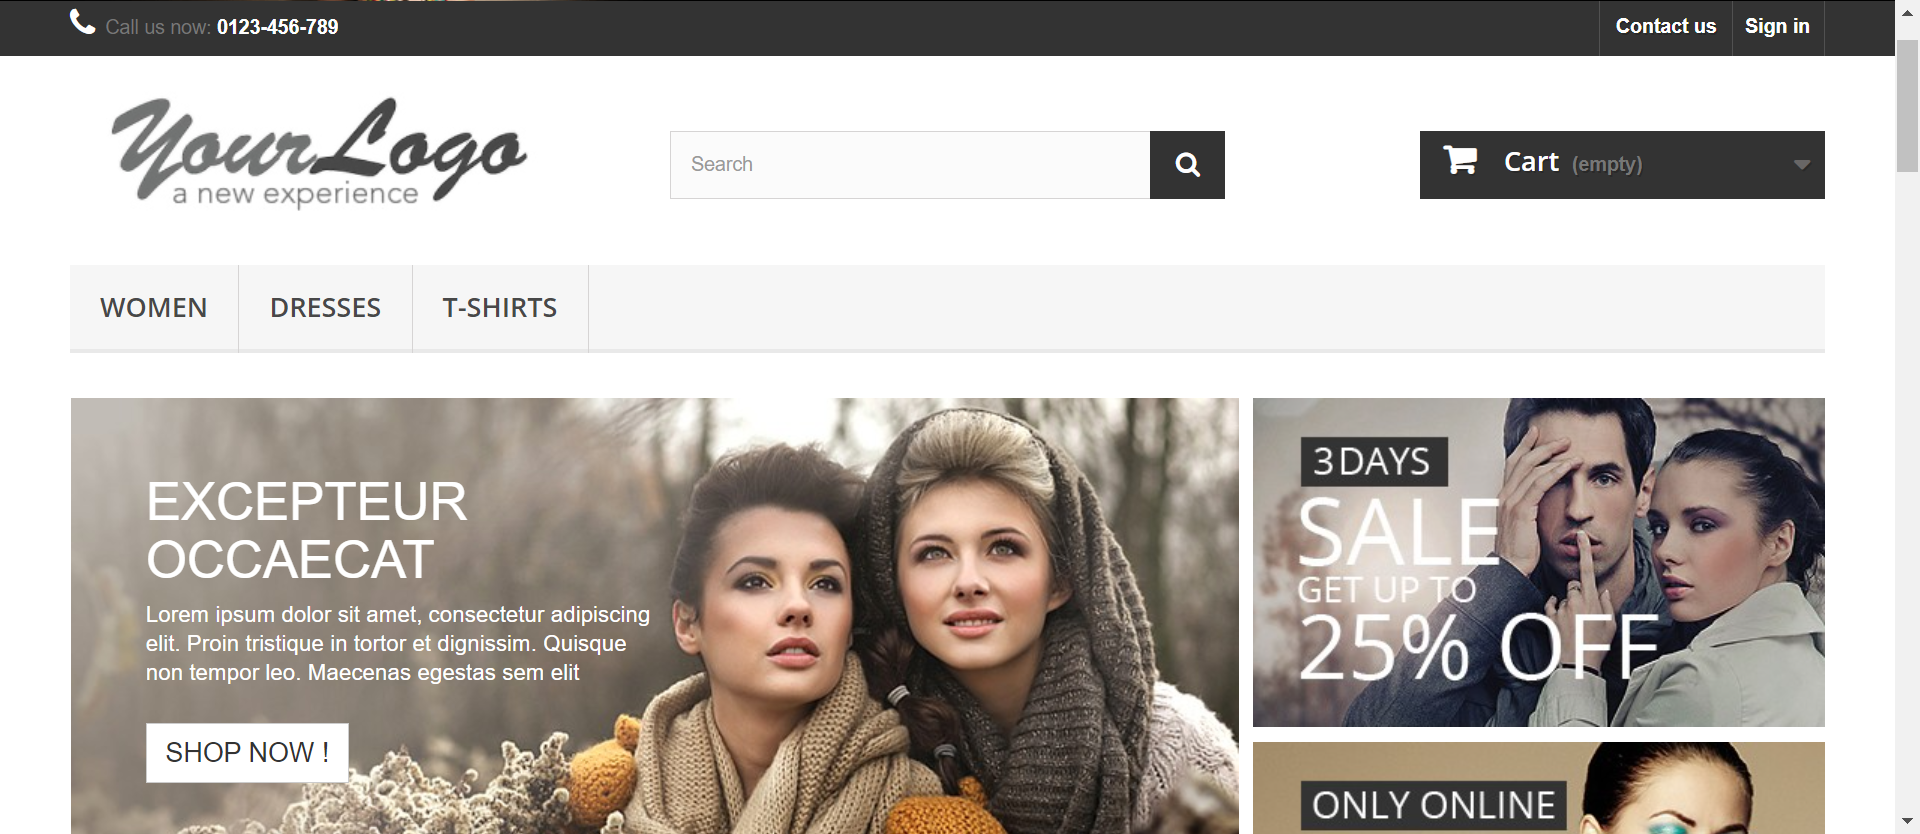 Call us now: 0123-456-789
Contact us
Sign in
YourLogo
a new experience
Search
Cart (empty)
WOMEN
DRESSES
T-SHIRTS
EXCEPTEUR
OCCAECAT
Lorem ipsum dolor sit amet, consectetur adipiscing
elit. Proin tristique in tortor et dignissim. Quisque
non tempor leo. Maecenas egestas sem elit
SHOP NOW !
3 DAYS
SALE
GET UP TO
25% OFF
ONLY ONLINE